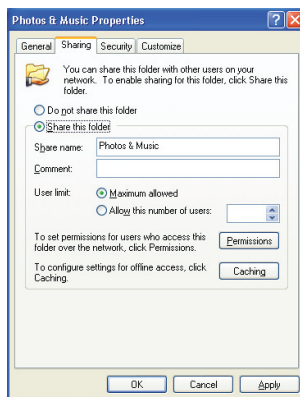 Photos & Music Properties
General Sharing Security Customize
You can share this folder with other users on your
network. To enable sharing for this folder, click Share this
folder.
Do not share this folder
Share this folder
Share name: Photos & Music
Comment:
User limit: Maximum allowed
Allow this number of users:
To set permissions for users who access this
folder over the network, click Permissions.
Permissions
To configure settings for offline access, click
Caching.
Caching
OK Cancel Apply